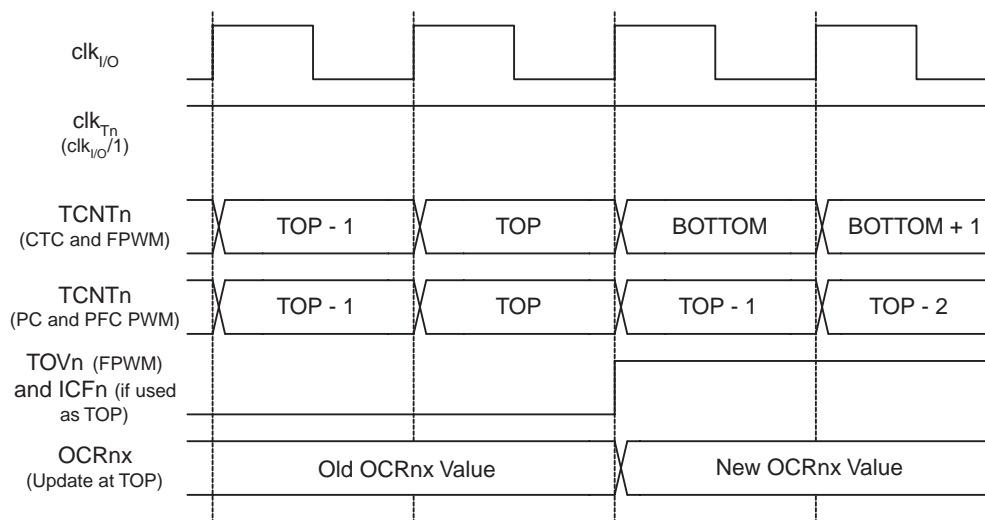 clkI/O
clkTn
(clkI/O/1)
TCNTn
(CTC and FPWM)
TOP - 1
TOP
BOTTOM
BOTTOM + 1
TCNTn
(PC and PFC PWM)
TOP - 1
TOP
TOP - 1
TOP - 2
TOVn (FPWM)
and ICFn (if used
as TOP)
OCRnx
(Update at TOP)
Old OCRnx Value
New OCRnx Value